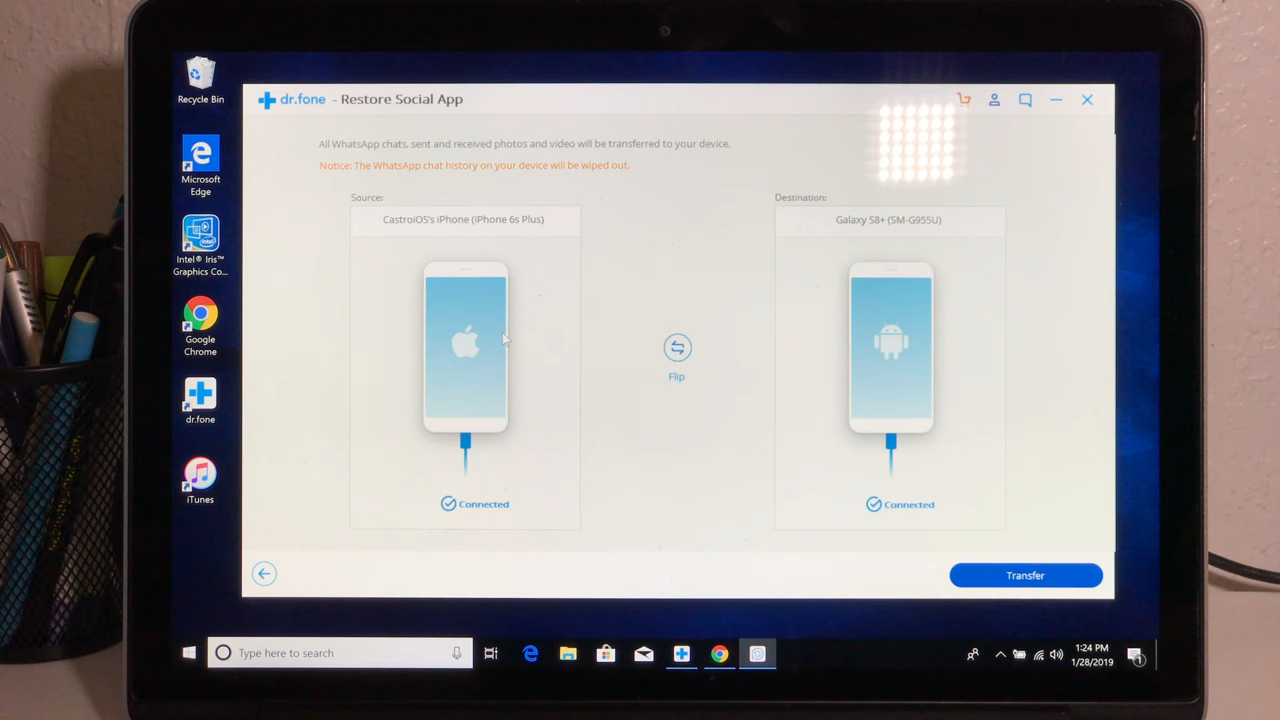 Recycle Bin
Microsoft
Edge
Intel® Iris™
Graphics Co...
Google
Chrome
dr.fone
iTunes
dr.fone - Restore Social App
All WhatsApp chats, sent and received photos and video will be transferred to your device.
Notice: The WhatsApp chat history on your device will be wiped out.
Source:
CastroiOS's iPhone (iPhone 6s Plus)
Connected
Flip
Destination:
Galaxy S8+ (SM-G955U)
Connected
Transfer
Type here to search
1:24 PM
1/28/2019
1